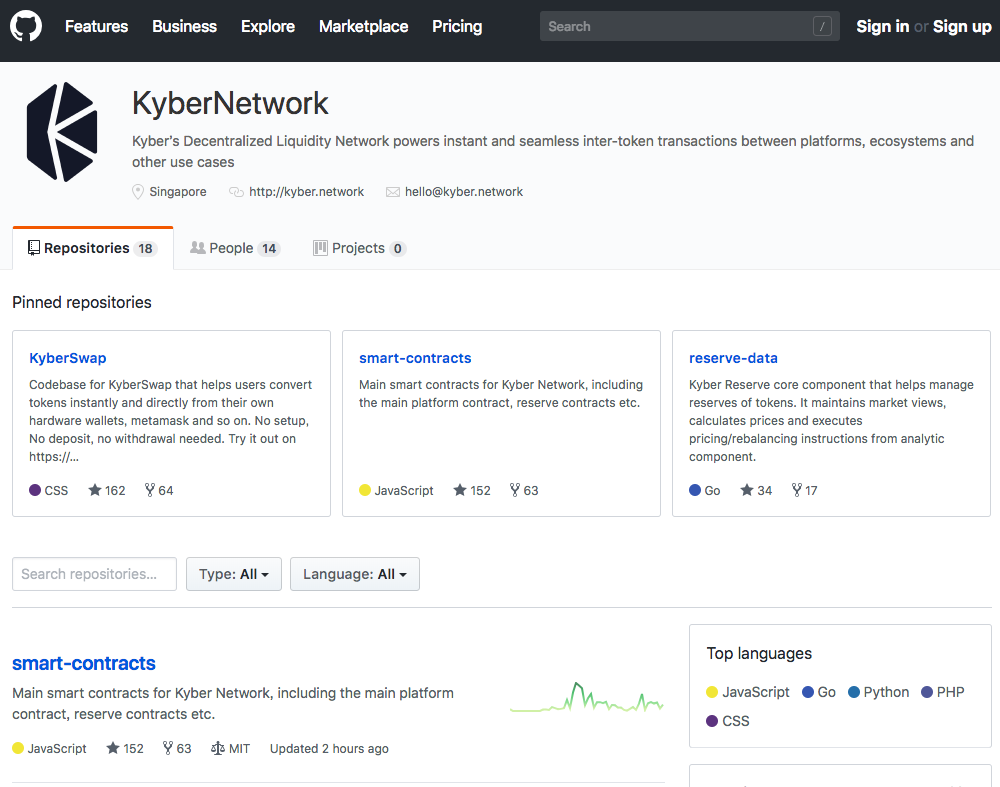 Features Business Explore Marketplace Pricing Search / Sign in or Sign up
KyberNetwork
Kyber's Decentralized Liquidity Network powers instant and seamless inter-token transactions between platforms, ecosystems and
other use cases
Singapore http://kyber.network hello@kyber.network
Repositories 18 People 14 Projects 0
Pinned repositories
KyberSwap
Codebase for KyberSwap that helps users convert
tokens instantly and directly from their own
hardware wallets, metamask and so on. No setup,
No deposit, no withdrawal needed. Try it out on
https://...
CSS 162 64
smart-contracts
Main smart contracts for Kyber Network, including
the main platform contract, reserve contracts etc.
JavaScript 152 63
reserve-data
Kyber Reserve core component that helps manage
reserves of tokens. It maintains market views,
calculates prices and executes
pricing/rebalancing instructions from analytic
component.
Go 34 17
Search repositories... Type: All Language: All
smart-contracts
Main smart contracts for Kyber Network, including the main platform
contract, reserve contracts etc.
JavaScript 152 63 MIT Updated 2 hours ago
Top languages
JavaScript Go Python PHP
CSS